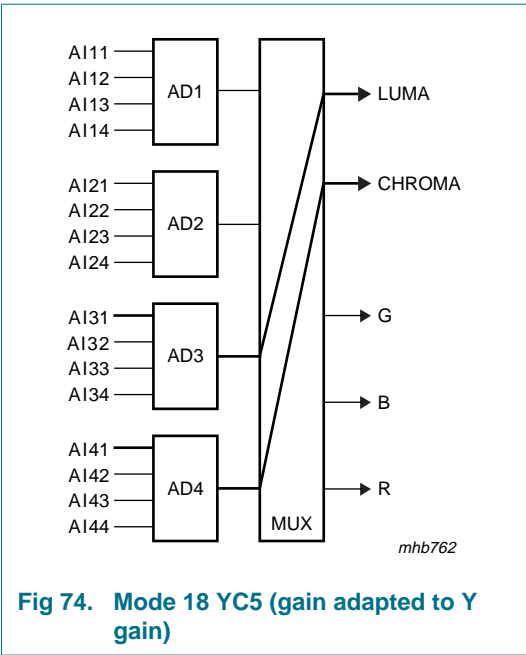 AI11
AI12
AI13
AI14
AD1
AI21
AI22
AI23
AI24
AD2
AI31
AI32
AI33
AI34
AD3
AI41
AI42
AI43
AI44
AD4
MUX
LUMA
CHROMA
G
B
R
mhb762
Fig 74. Mode 18 YC5 (gain adapted to Y
gain)